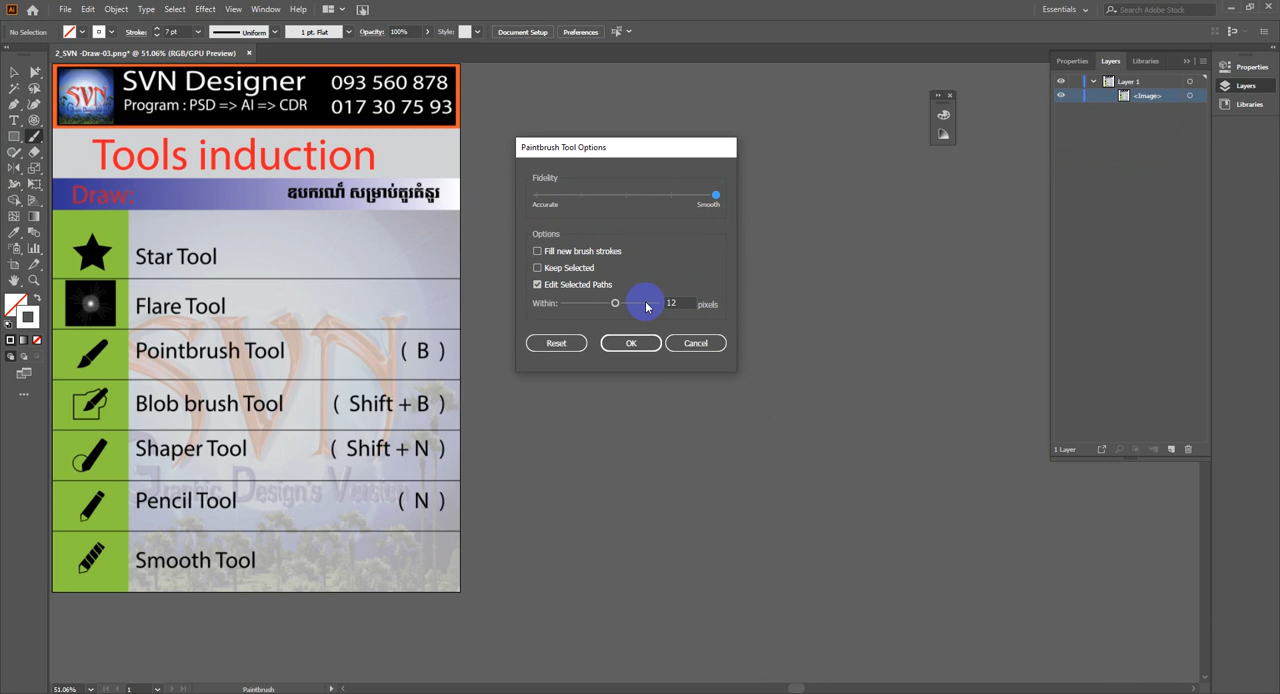 File Edit Object Type Select Effect View Window Help
Essentials
Search Adobe Stock
No Selection Stroke: 7 pt Uniform 1 pt. Flat Opacity: 100% Style: Document Setup Preferences
2_SVN -Draw-03.png* @ 51.06% (RGB/GPU Preview)
SVN Designer 093 560 878
Program : PSD => AI => CDR 017 30 75 93
Tools induction
Draw: ឧបករណ៏ សម្រាប់គូរគំនូរ
Star Tool
Flare Tool
Pointbrush Tool ( B )
Blob brush Tool ( Shift + B )
Shaper Tool ( Shift + N )
Pencil Tool ( N )
Smooth Tool
SVN
Graphic Design's Version
Paintbrush Tool Options
Fidelity
Accurate Smooth
Options
Fill new brush strokes
Keep Selected
Edit Selected Paths
Within: 12 pixels
Reset OK Cancel
Properties Layers Libraries
Layer 1
<Image>
1 Layer
Properties
Layers
Libraries
51.06% 1 Paintbrush